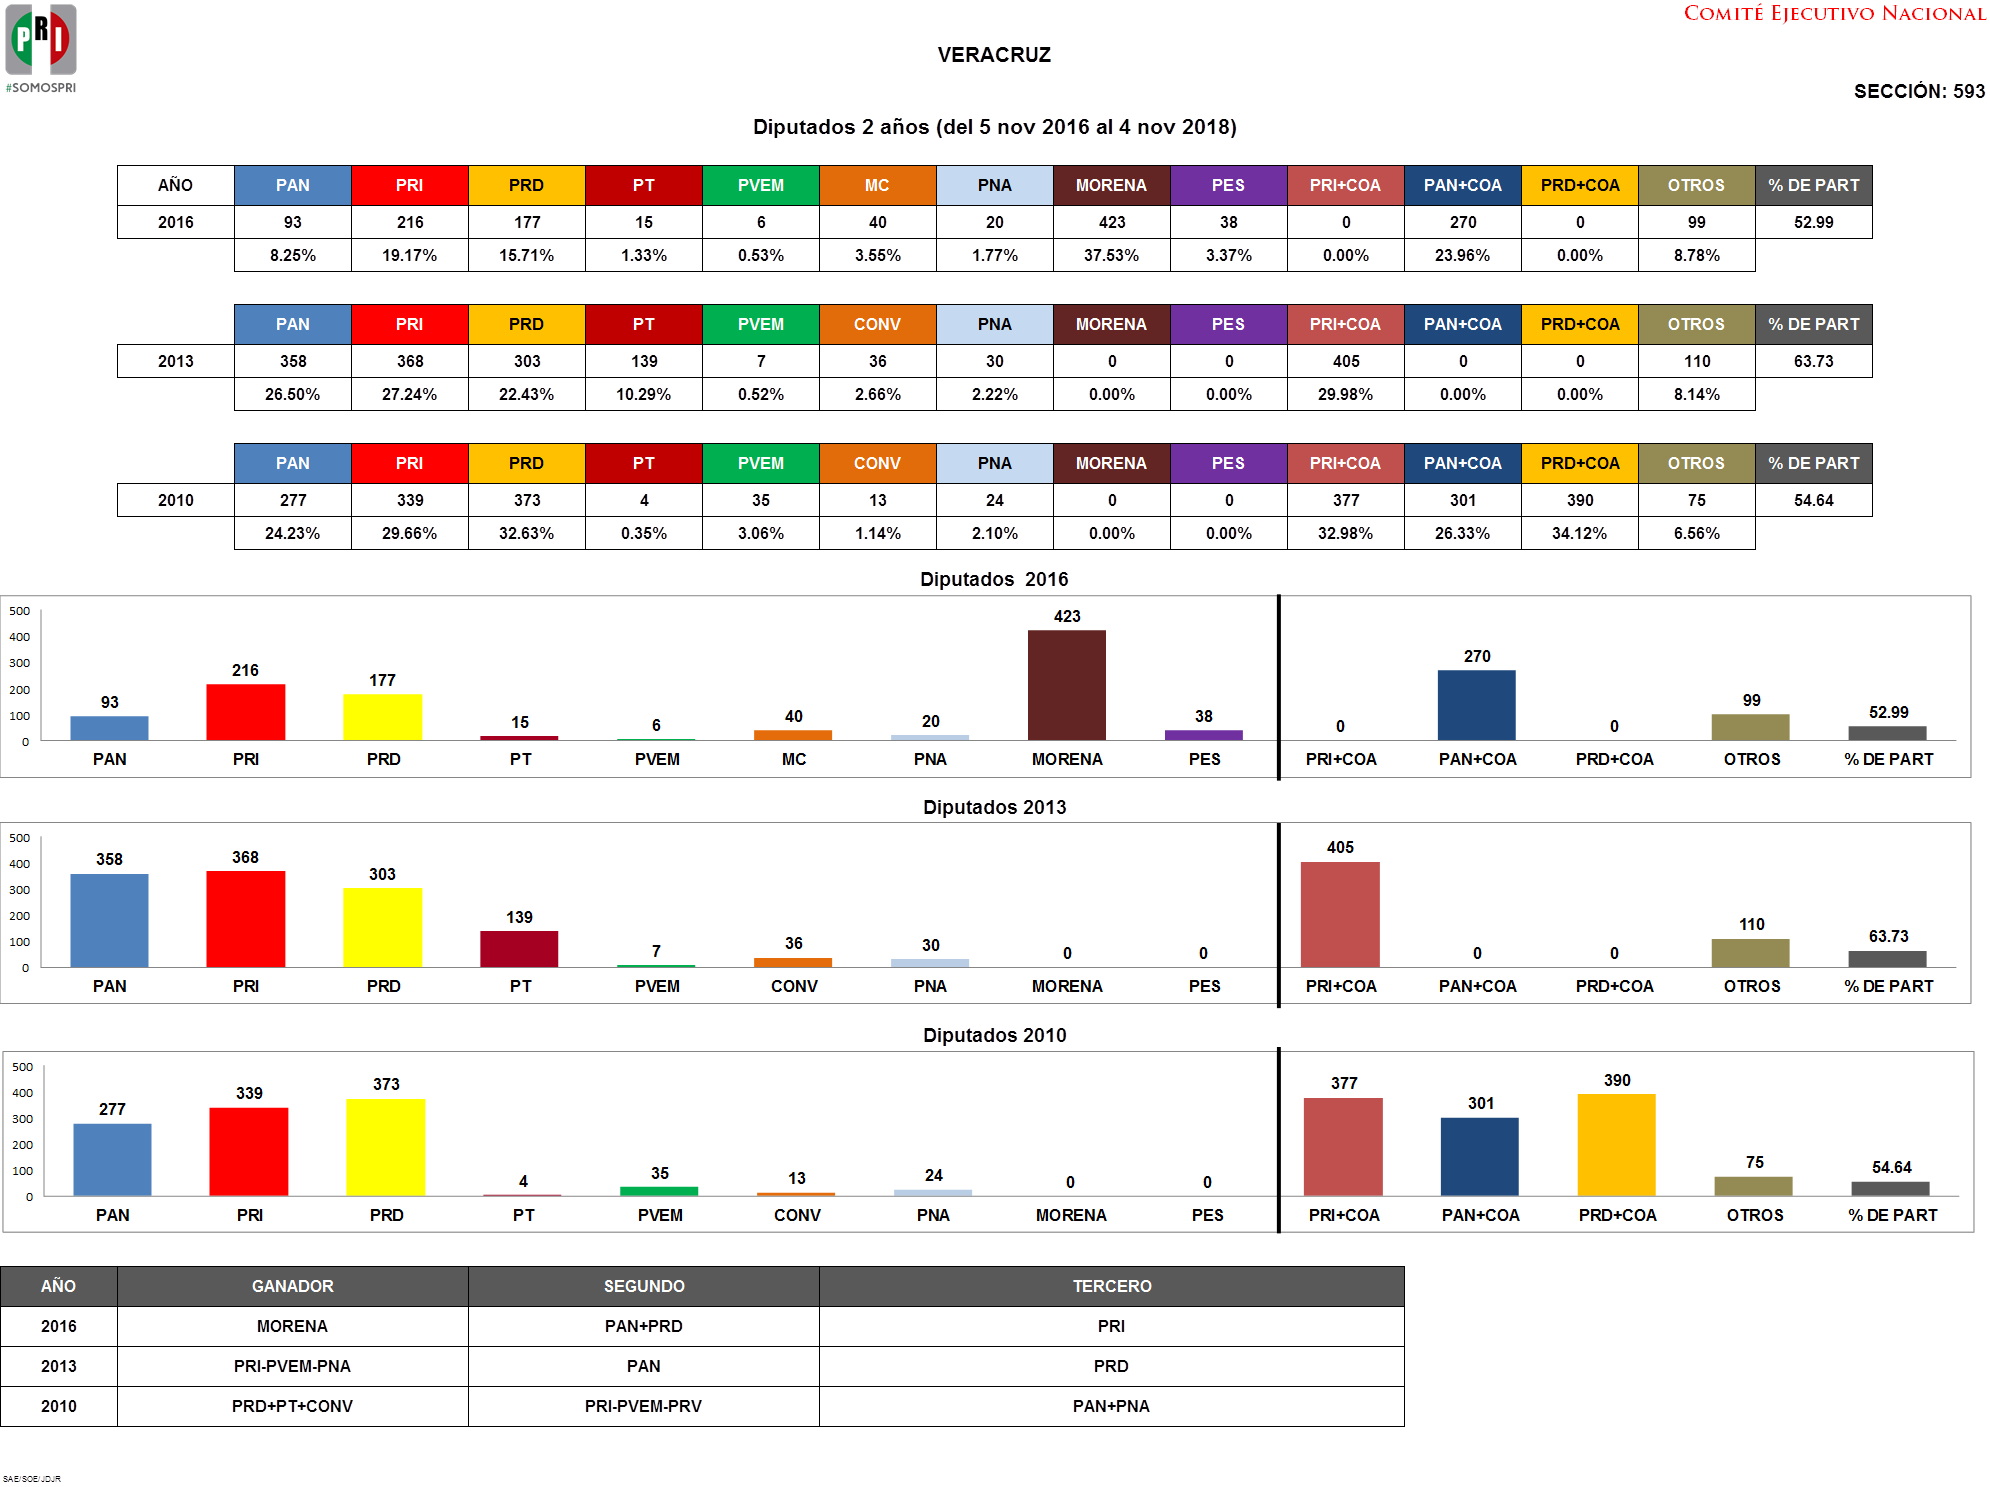 PRI
#SOMOSPRI
COMITÉ EJECUTIVO NACIONAL
VERACRUZ
SECCIÓN: 593
Diputados 2 años (del 5 nov 2016 al 4 nov 2018)
AÑO PAN PRI PRD PT PVEM MC PNA MORENA PES PRI+COA PAN+COA PRD+COA OTROS % DE PART
2016 93 216 177 15 6 40 20 423 38 0 270 0 99 52.99
8.25% 19.17% 15.71% 1.33% 0.53% 3.55% 1.77% 37.53% 3.37% 0.00% 23.96% 0.00% 8.78%
PAN PRI PRD PT PVEM CONV PNA MORENA PES PRI+COA PAN+COA PRD+COA OTROS % DE PART
2013 358 368 303 139 7 36 30 0 0 405 0 0 110 63.73
26.50% 27.24% 22.43% 10.29% 0.52% 2.66% 2.22% 0.00% 0.00% 29.98% 0.00% 0.00% 8.14%
PAN PRI PRD PT PVEM CONV PNA MORENA PES PRI+COA PAN+COA PRD+COA OTROS % DE PART
2010 277 339 373 4 35 13 24 0 0 377 301 390 75 54.64
24.23% 29.66% 32.63% 0.35% 3.06% 1.14% 2.10% 0.00% 0.00% 32.98% 26.33% 34.12% 6.56%
Diputados 2016
500
400
300
200
100
0
93 216 177 15 6 40 20 423 38 0 270 0 99 52.99
PAN PRI PRD PT PVEM MC PNA MORENA PES PRI+COA PAN+COA PRD+COA OTROS % DE PART
Diputados 2013
500
400
300
200
100
0
358 368 303 139 7 36 30 0 0 405 0 0 110 63.73
PAN PRI PRD PT PVEM CONV PNA MORENA PES PRI+COA PAN+COA PRD+COA OTROS % DE PART
Diputados 2010
500
400
300
200
100
0
277 339 373 4 35 13 24 0 0 377 301 390 75 54.64
PAN PRI PRD PT PVEM CONV PNA MORENA PES PRI+COA PAN+COA PRD+COA OTROS % DE PART
AÑO GANADOR SEGUNDO TERCERO
2016 MORENA PAN+PRD PRI
2013 PRI-PVEM-PNA PAN PRD
2010 PRD+PT+CONV PRI-PVEM-PRV PAN+PNA
SAE/SOE/JDJR